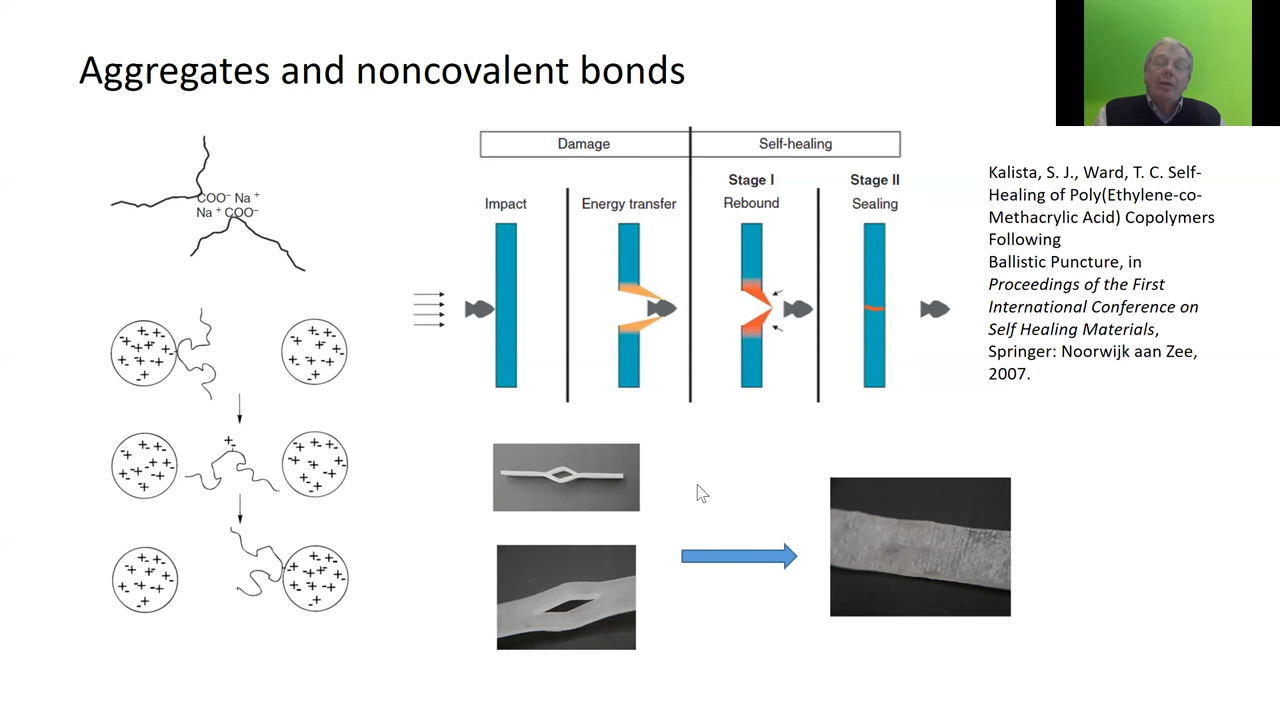 Aggregates and noncovalent bonds
COO⁻ Na⁺
Na⁺ COO⁻
Damage
Self-healing
Stage I
Stage II
Impact
Energy transfer
Rebound
Sealing
Kalista, S. J., Ward, T. C. Self-
Healing of Poly(Ethylene-co-
Methacrylic Acid) Copolymers
Following
Ballistic Puncture, in
Proceedings of the First
International Conference on
Self Healing Materials,
Springer: Noorwijk aan Zee,
2007.